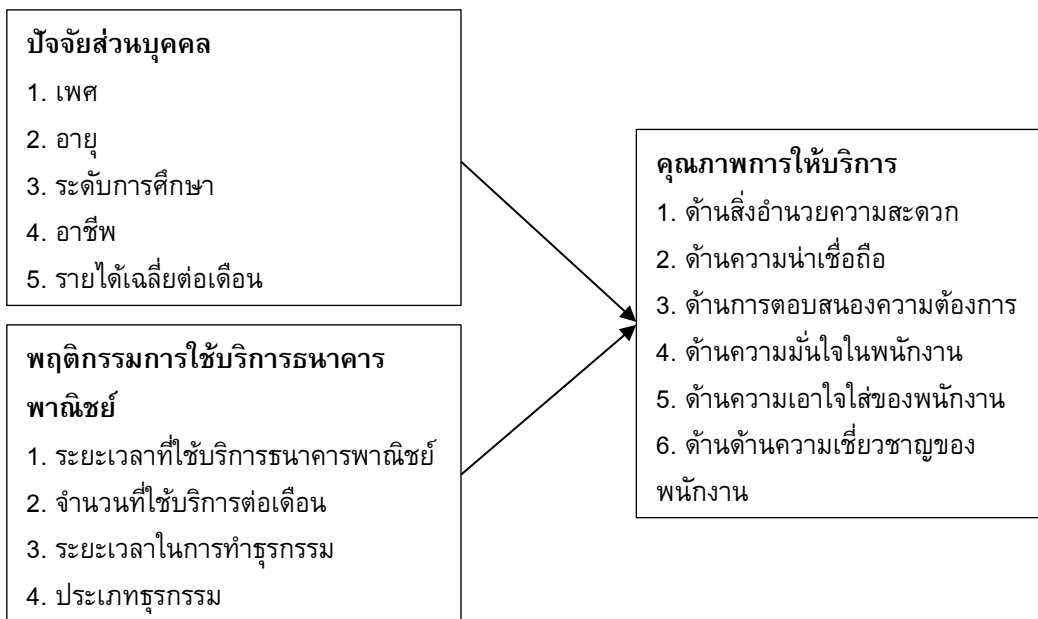 ปัจจัยส่วนบุคคล
1. เพศ
2. อายุ
3. ระดับการศึกษา
4. อาชีพ
5. รายได้เฉลี่ยต่อเดือน
พฤติกรรมการใช้บริการธนาคาร
พาณิชย์
1. ระยะเวลาที่ใช้บริการธนาคารพาณิชย์
2. จำนวนที่ใช้บริการต่อเดือน
3. ระยะเวลาในการทำธุรกรรม
4. ประเภทธุรกรรม
คุณภาพการให้บริการ
1. ด้านสิ่งอำนวยความสะดวก
2. ด้านความน่าเชื่อถือ
3. ด้านการตอบสนองความต้องการ
4. ด้านความมั่นใจในพนักงาน
5. ด้านความเอาใจใส่ของพนักงาน
6. ด้านด้านความเชี่ยวชาญของ
พนักงาน